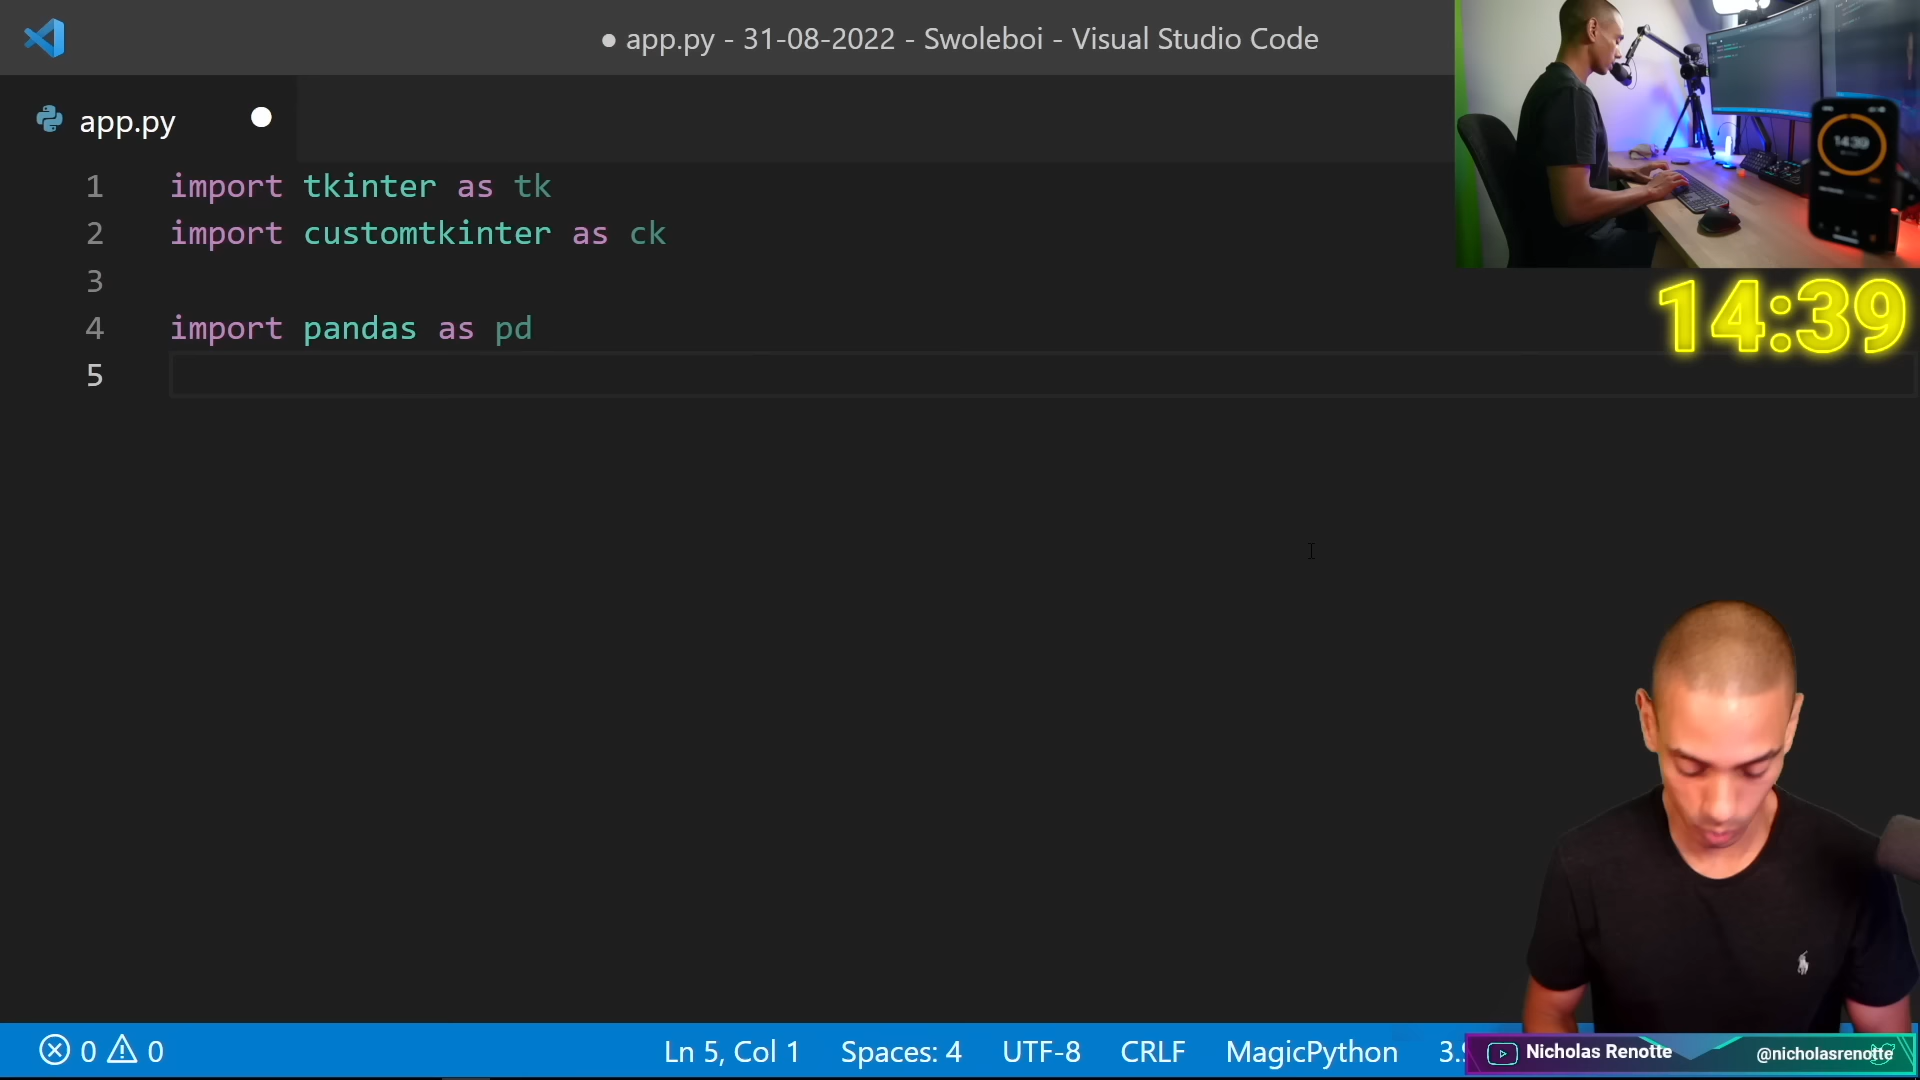 ● app.py - 31-08-2022 - Swoleboi - Visual Studio Code
app.py
14:39
1 import tkinter as tk
2 import customtkinter as ck
3
4 import pandas as pd
5
14:39
0 0
Ln 5, Col 1 Spaces: 4 UTF-8 CRLF MagicPython
Nicholas Renotte @nicholasrenotte